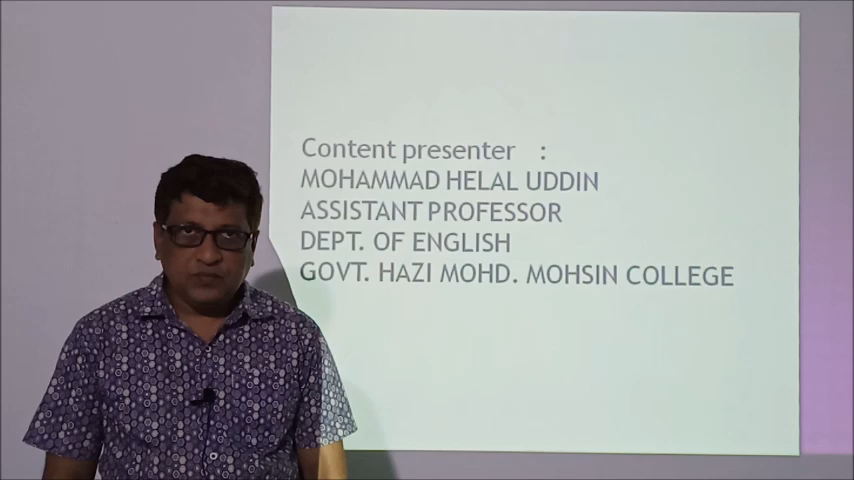 Content presenter :
MOHAMMAD HELAL UDDIN
ASSISTANT PROFESSOR
DEPT. OF ENGLISH
GOVT. HAZI MOHD. MOHSIN COLLEGE